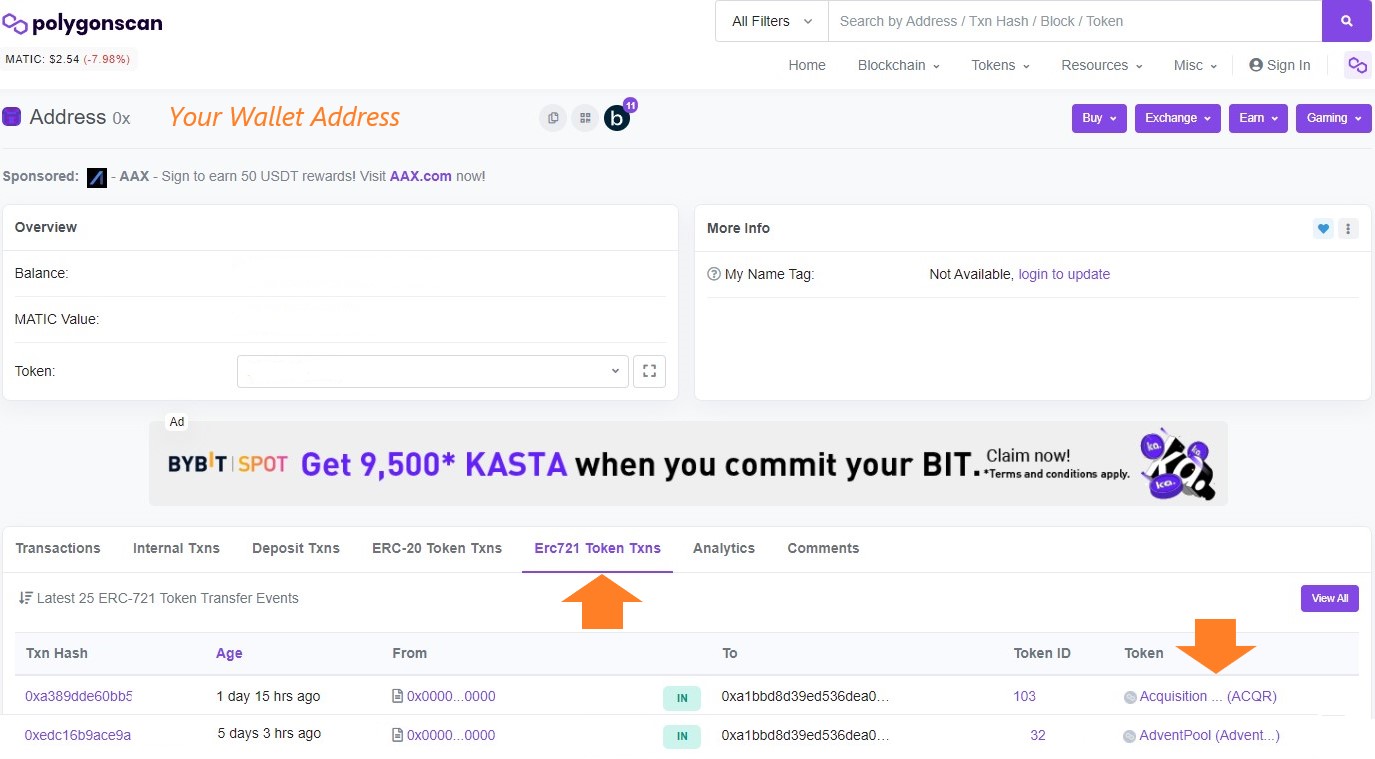 polygonscan
All Filters
Search by Address / Txn Hash / Block / Token
MATIC: $2.54 (-7.98%)
Home Blockchain Tokens Resources Misc Sign In
Address 0x Your Wallet Address
b 11
Buy Exchange Earn Gaming
Sponsored: - AAX - Sign to earn 50 USDT rewards! Visit AAX.com now!
Overview
Balance:
MATIC Value:
Token:
More Info
My Name Tag: Not Available, login to update
Ad
BYBIT | SPOT Get 9,500* KASTA when you commit your BIT. Claim now!
*Terms and conditions apply.
ka. ka. ka. ka.
Transactions Internal Txns Deposit Txns ERC-20 Token Txns Erc721 Token Txns Analytics Comments
Latest 25 ERC-721 Token Transfer Events
View All
Txn Hash Age From To Token ID Token
0xa389dde60bb5 1 day 15 hrs ago 0x0000...0000 IN 0xa1bbd8d39ed536dea0... 103 Acquisition ... (ACQR)
0xedc16b9ace9a 5 days 3 hrs ago 0x0000...0000 IN 0xa1bbd8d39ed536dea0... 32 AdventPool (Advent...)